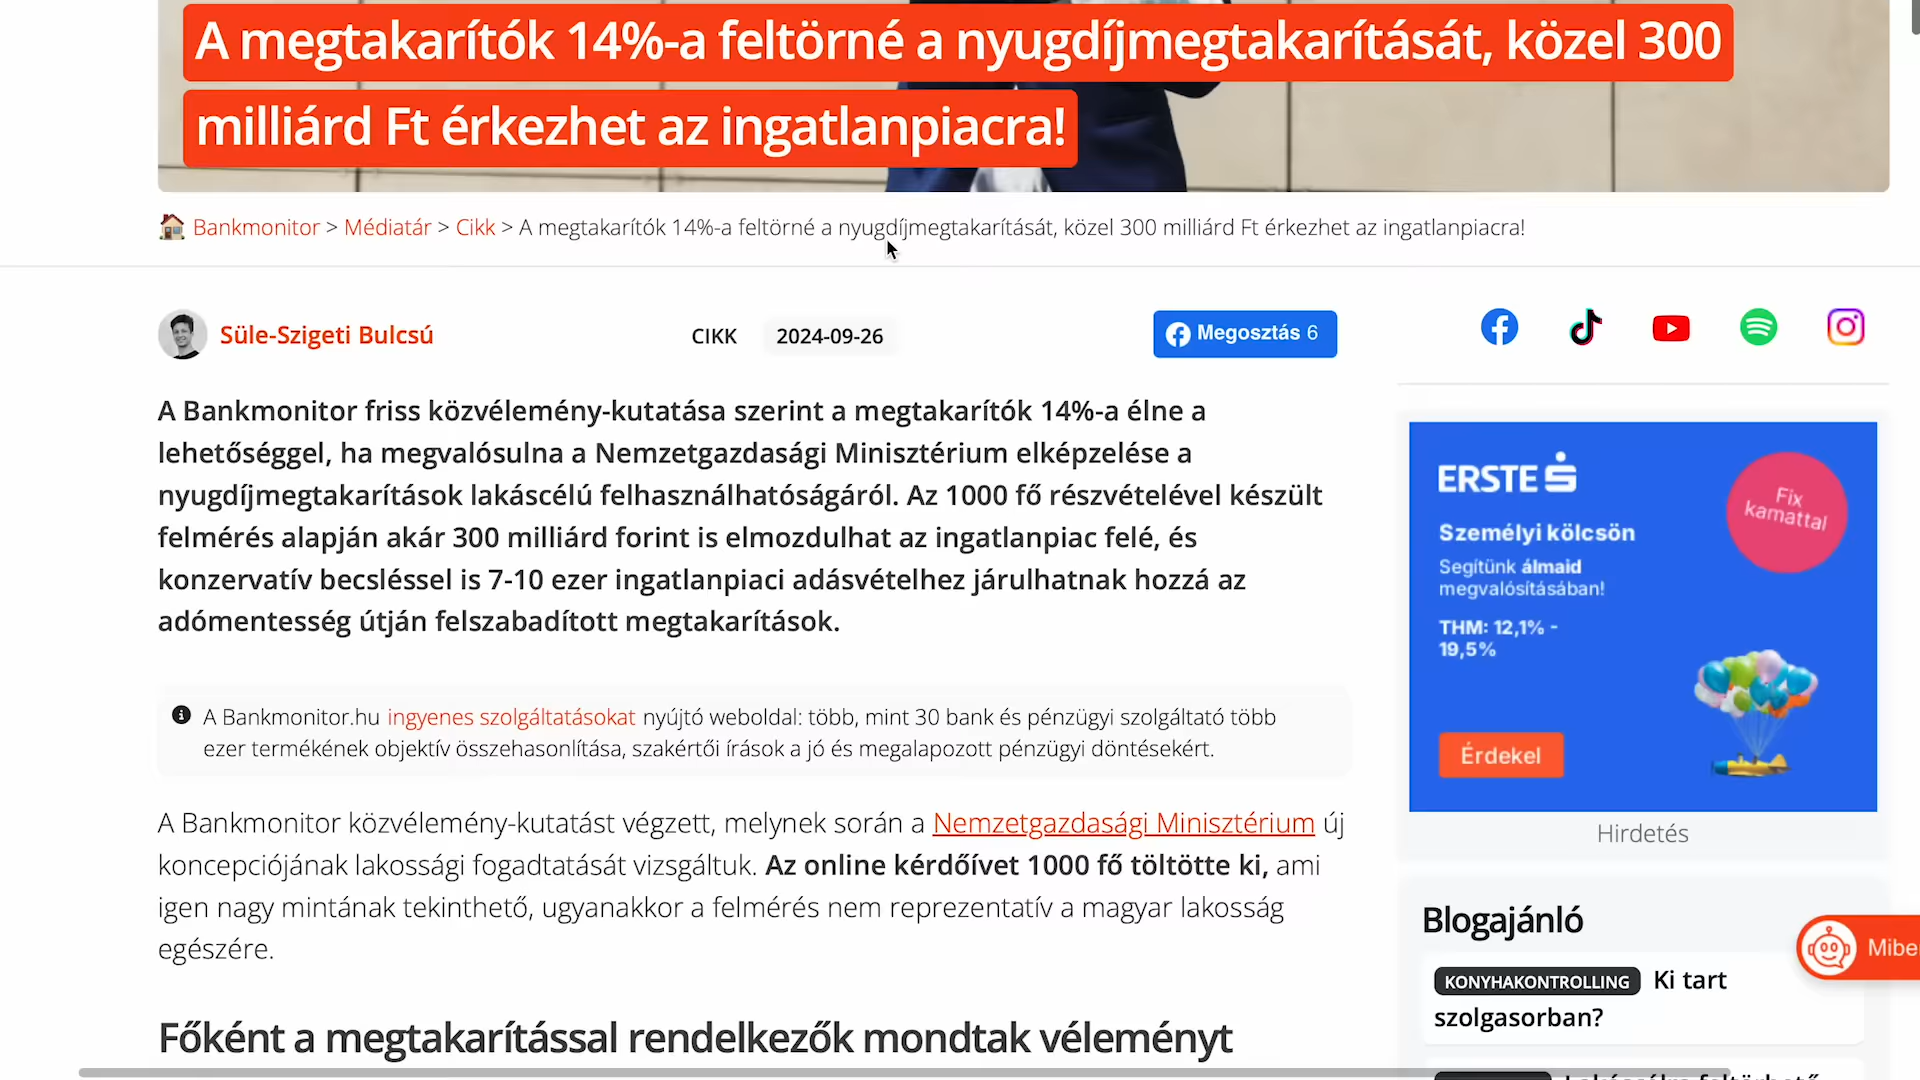 A megtakarítók 14%-a feltörné a nyugdíjmegtakarítását, közel 300
milliárd Ft érkezhet az ingatlanpiacra!
Bankmonitor > Médiatár > Cikk > A megtakarítók 14%-a feltörné a nyugdíjmegtakarítását, közel 300 milliárd Ft érkezhet az ingatlanpiacra!
Süle-Szigeti Bulcsú
CIKK
2024-09-26
Megosztás 6
A Bankmonitor friss közvélemény-kutatása szerint a megtakarítók 14%-a élne a
lehetőséggel, ha megvalósulna a Nemzetgazdasági Minisztérium elképzelése a
nyugdíjmegtakarítások lakáscélú felhasználhatóságáról. Az 1000 fő részvételével készült
felmérés alapján akár 300 milliárd forint is elmozdulhat az ingatlanpiac felé, és
konzervatív becsléssel is 7-10 ezer ingatlanpiaci adásvételhez járulhatnak hozzá az
adómentesség útján felszabadított megtakarítások.
A Bankmonitor.hu ingyenes szolgáltatásokat nyújtó weboldal: több, mint 30 bank és pénzügyi szolgáltató több
ezer termékének objektív összehasonlítása, szakértői írások a jó és megalapozott pénzügyi döntésekért.
A Bankmonitor közvélemény-kutatást végzett, melynek során a Nemzetgazdasági Minisztérium új
koncepciójának lakossági fogadtatását vizsgáltuk. Az online kérdőívet 1000 fő töltötte ki, ami
igen nagy mintának tekinthető, ugyanakkor a felmérés nem reprezentatív a magyar lakosság
egészére.
Főként a megtakarítással rendelkezők mondtak véleményt
ERSTE
Fix
kamattal
Személyi kölcsön
Segítünk álmaid
megvalósításában!
THM: 12,1% -
19,5%
Érdekel
Hirdetés
Blogajánló
KONYHAKONTROLLING Ki tart
szolgasorban?
Mibe